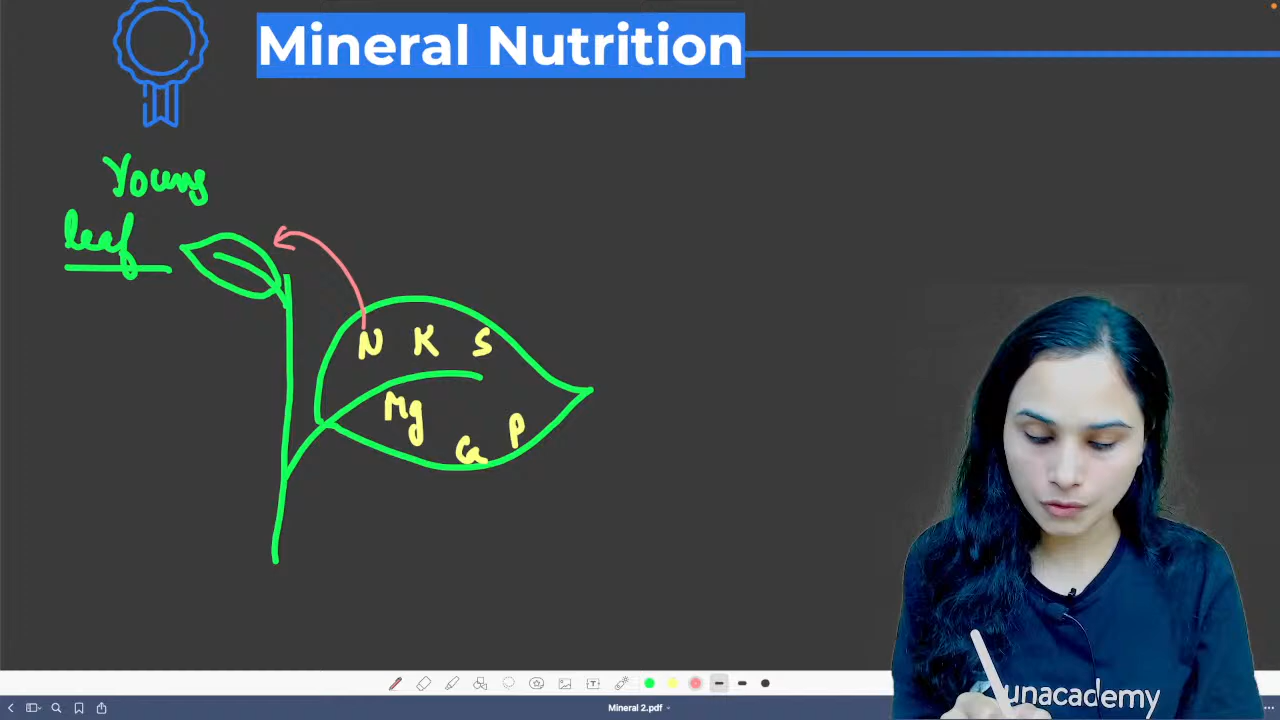 Mineral Nutrition
Young
leaf
N K S
Mg
Ca P
unacademy
Mineral 2.pdf